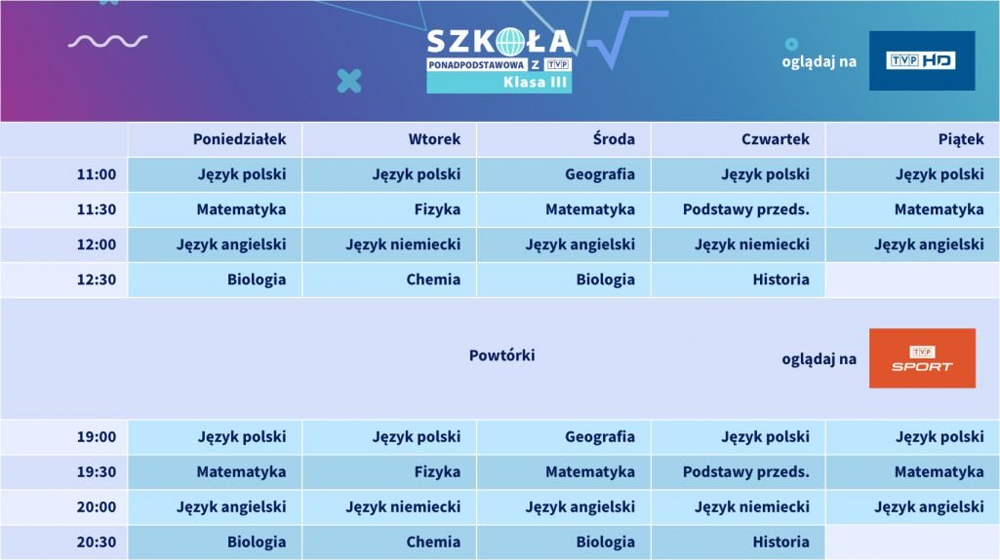 SZKOŁA
PONADPODSTAWOWA Z TVP
Klasa III
oglądaj na TVP HD
Poniedziałek Wtorek Środa Czwartek Piątek
11:00 Język polski Język polski Geografia Język polski Język polski
11:30 Matematyka Fizyka Matematyka Podstawy przeds. Matematyka
12:00 Język angielski Język niemiecki Język angielski Język niemiecki Język angielski
12:30 Biologia Chemia Biologia Historia
Powtórki oglądaj na TVP SPORT
19:00 Język polski Język polski Geografia Język polski Język polski
19:30 Matematyka Fizyka Matematyka Podstawy przeds. Matematyka
20:00 Język angielski Język niemiecki Język angielski Język niemiecki Język angielski
20:30 Biologia Chemia Biologia Historia